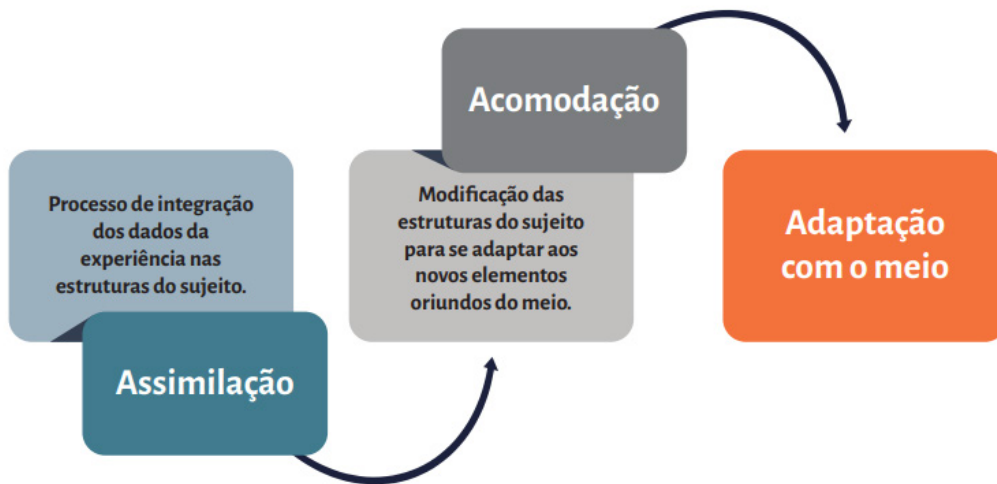 Processo de integração
dos dados da
experiência nas
estruturas do sujeito.
Assimilação
Acomodação
Modificação das
estruturas do sujeito
para se adaptar aos
novos elementos
oriundos do meio.
Adaptação
com o meio